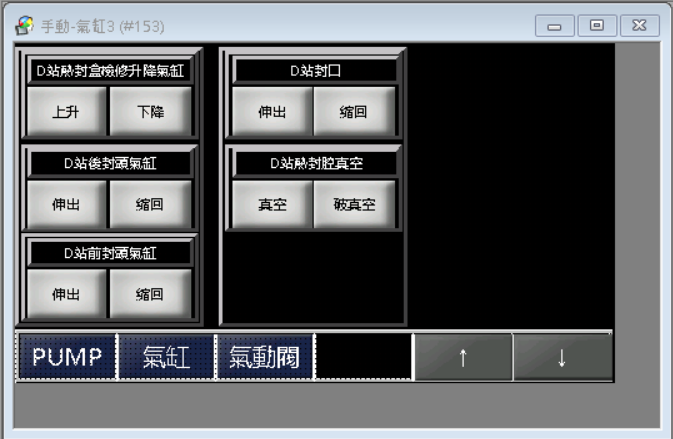 手動-氣缸3 (#153)
D站熱封盒檢修升降氣缸
上升 下降
D站後封頭氣缸
伸出 縮回
D站前封頭氣缸
伸出 縮回
D站封口
伸出 縮回
D站熱封腔真空
真空 破真空
PUMP 氣缸 氣動閥 ↑ ↓